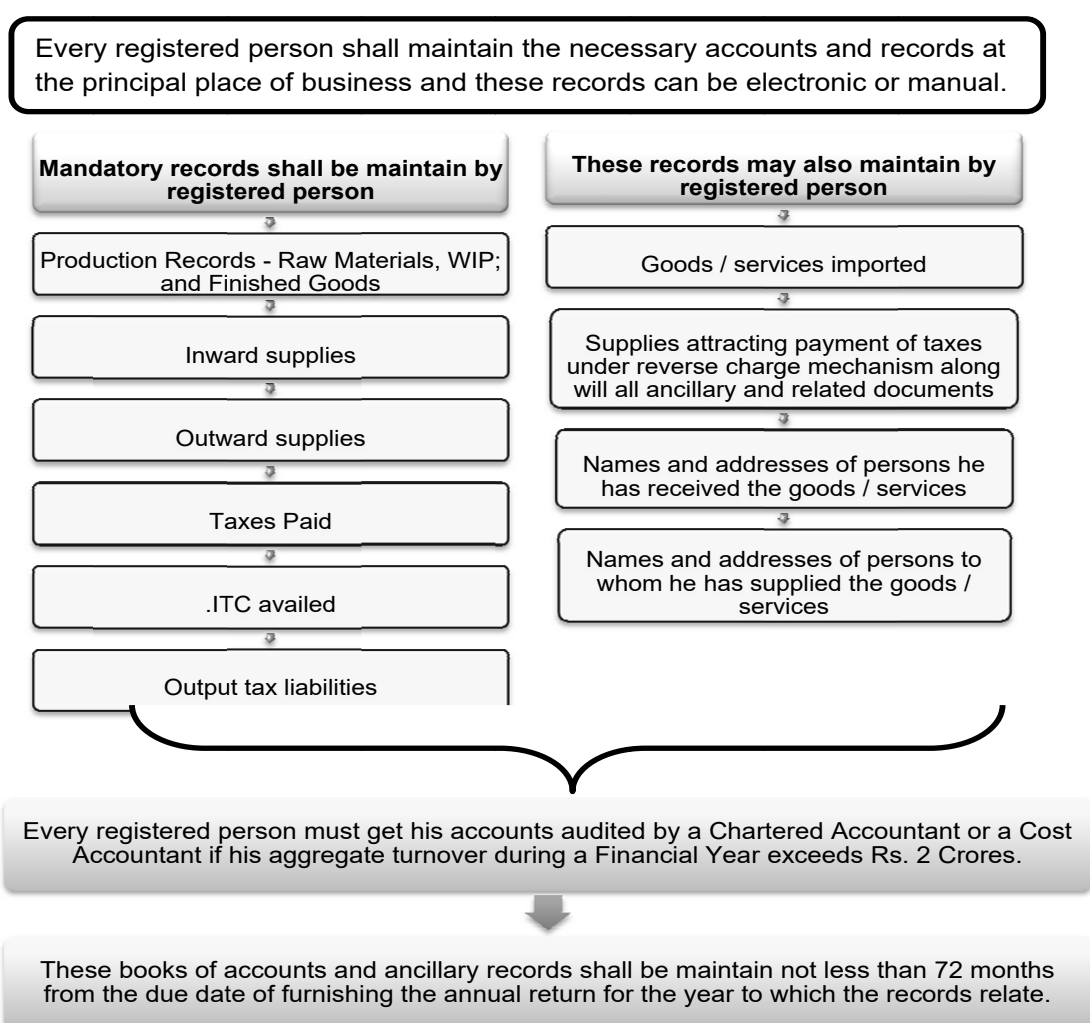 Every registered person shall maintain the necessary accounts and records at
the principal place of business and these records can be electronic or manual.
Mandatory records shall be maintain by
registered person
Production Records - Raw Materials, WIP;
and Finished Goods
Inward supplies
Outward supplies
Taxes Paid
.ITC availed
Output tax liabilities
These records may also maintain by
registered person
Goods / services imported
Supplies attracting payment of taxes
under reverse charge mechanism along
will all ancillary and related documents
Names and addresses of persons he
has received the goods / services
Names and addresses of persons to
whom he has supplied the goods /
services
Every registered person must get his accounts audited by a Chartered Accountant or a Cost
Accountant if his aggregate turnover during a Financial Year exceeds Rs. 2 Crores.
These books of accounts and ancillary records shall be maintain not less than 72 months
from the due date of furnishing the annual return for the year to which the records relate.